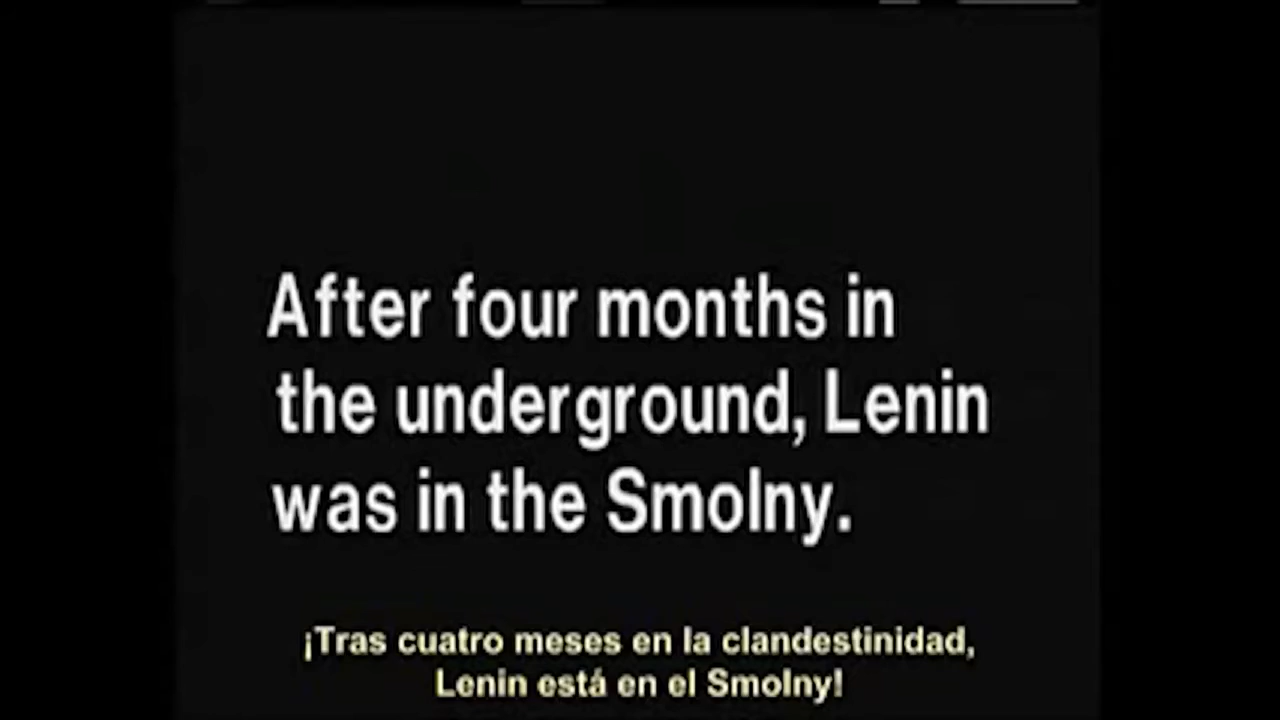 After four months in
the underground, Lenin
was in the Smolny.
¡Tras cuatro meses en la clandestinidad,
Lenin está en el Smolny!